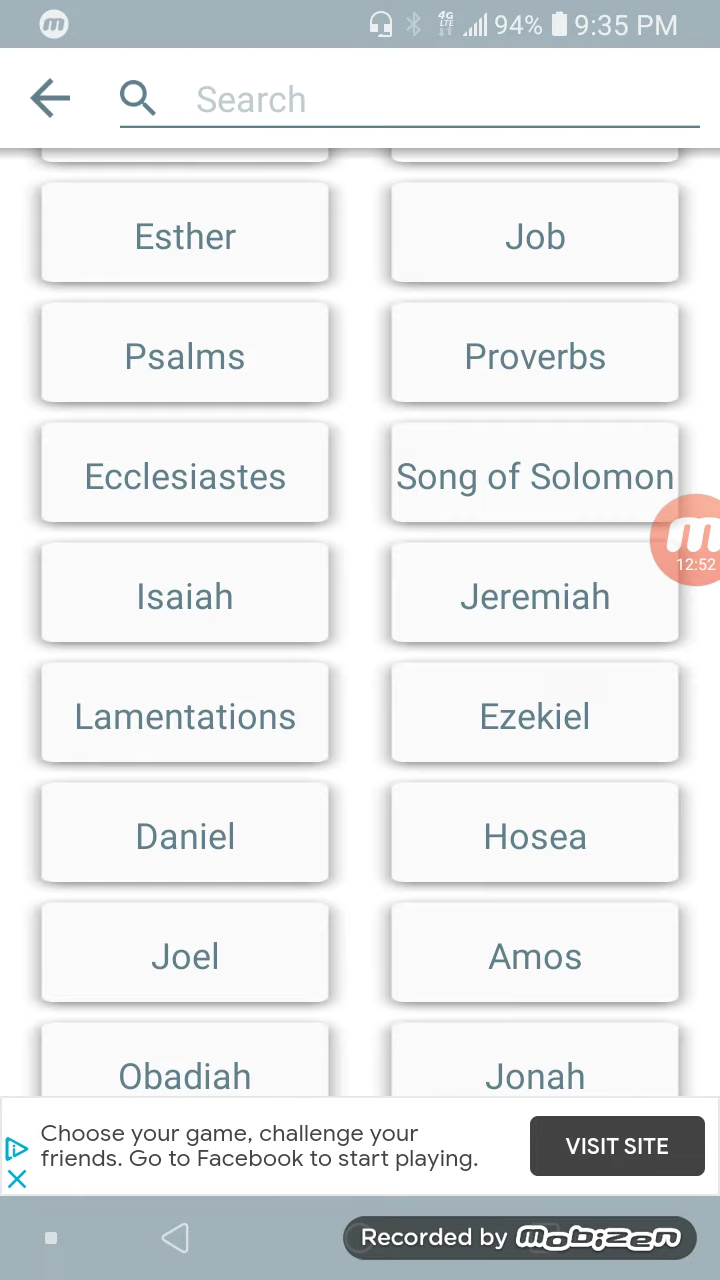 4G
LTE
94%
9:35 PM
Search
Esther
Job
Psalms
Proverbs
Ecclesiastes
Song of Solomon
12:52
Isaiah
Jeremiah
Lamentations
Ezekiel
Daniel
Hosea
Joel
Amos
Obadiah
Jonah
Choose your game, challenge your
friends. Go to Facebook to start playing.
VISIT SITE
Recorded by mobizen